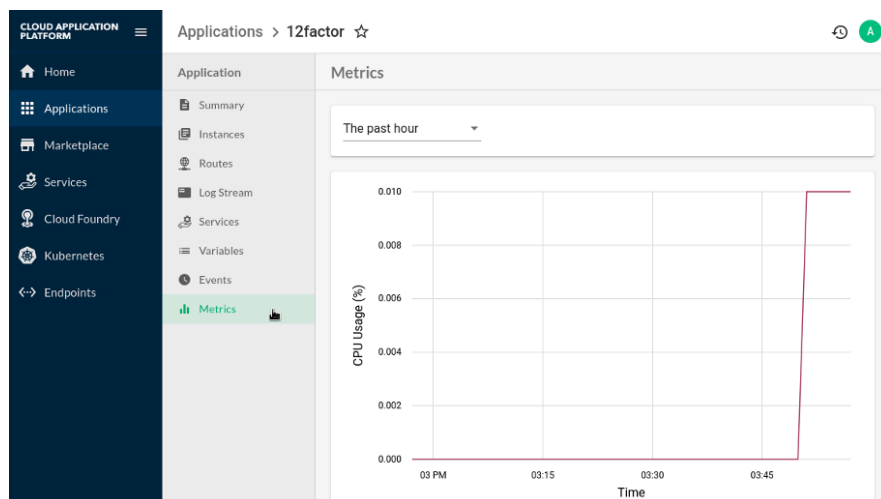 CLOUD APPLICATION
PLATFORM
Applications > 12factor
A
Home
Applications
Marketplace
Services
Cloud Foundry
Kubernetes
Endpoints
Application
Summary
Instances
Routes
Log Stream
Services
Variables
Events
Metrics
Metrics
The past hour
0.010
0.008
0.006
0.004
0.002
0.000
CPU Usage (%)
03 PM
03:15
03:30
03:45
Time